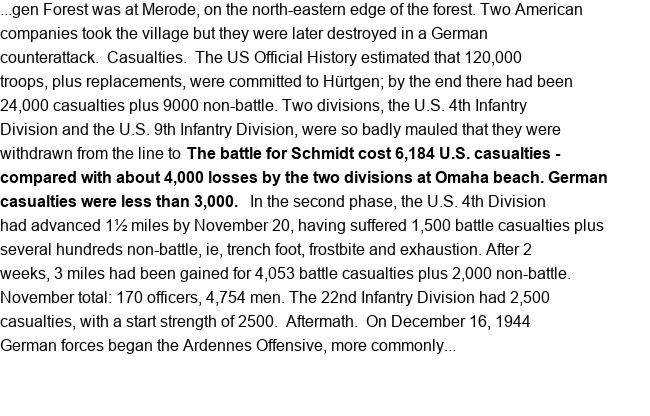 ...gen Forest was at Merode, on the north-eastern edge of the forest. Two American
companies took the village but they were later destroyed in a German
counterattack.  Casualties.  The US Official History estimated that 120,000
troops, plus replacements, were committed to Hürtgen; by the end there had been
24,000 casualties plus 9000 non-battle. Two divisions, the U.S. 4th Infantry
Division and the U.S. 9th Infantry Division, were so badly mauled that they were
withdrawn from the line to  The battle for Schmidt cost 6,184 U.S. casualties -
compared with about 4,000 losses by the two divisions at Omaha beach. German
casualties were less than 3,000.   In the second phase, the U.S. 4th Division
had advanced 1½ miles by November 20, having suffered 1,500 battle casualties plus
several hundreds non-battle, ie, trench foot, frostbite and exhaustion. After 2
weeks, 3 miles had been gained for 4,053 battle casualties plus 2,000 non-battle.
November total: 170 officers, 4,754 men. The 22nd Infantry Division had 2,500
casualties, with a start strength of 2500.  Aftermath.  On December 16, 1944
German forces began the Ardennes Offensive, more commonly...